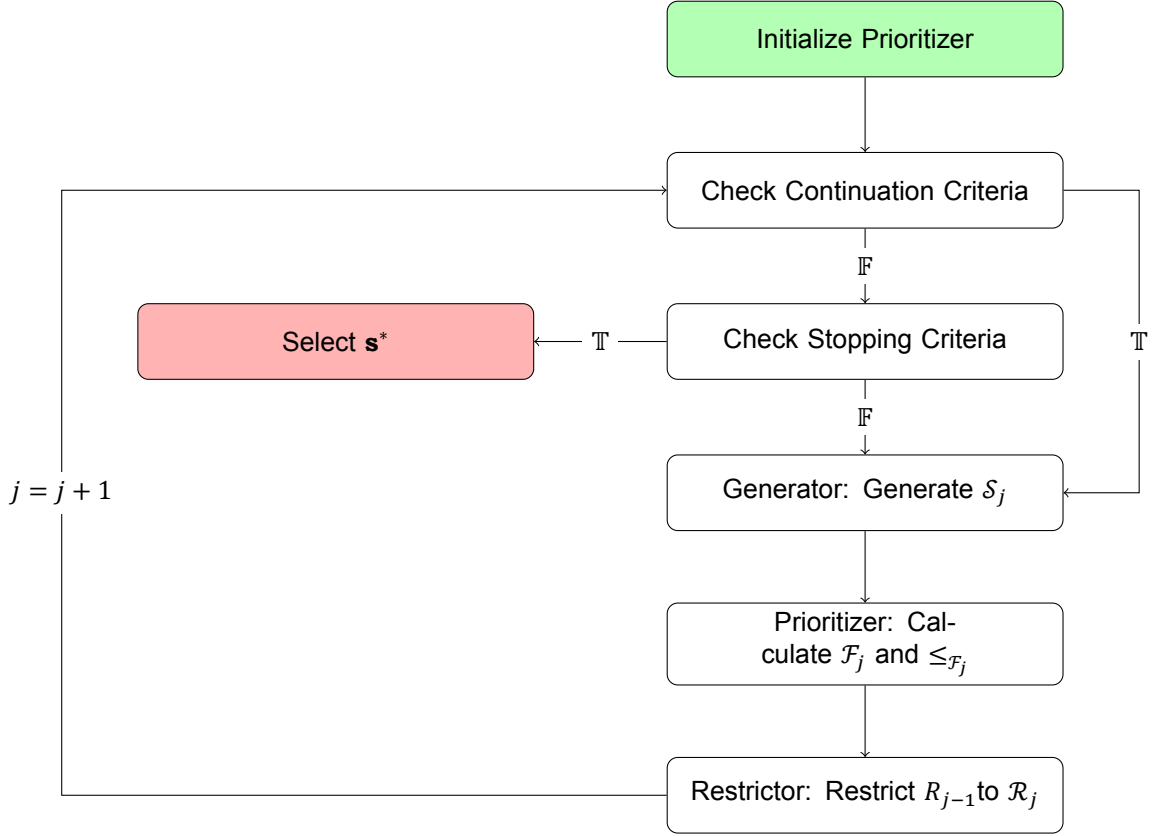 Initialize Prioritizer
Check Continuation Criteria
𝔽
Select 𝐬*
𝕋
Check Stopping Criteria
𝕋
𝔽
j = j + 1
Generator: Generate 𝒮_j
Prioritizer: Cal-
culate ℱ_j and ≤_{ℱ_j}
Restrictor: Restrict R_{j−1} to ℛ_j